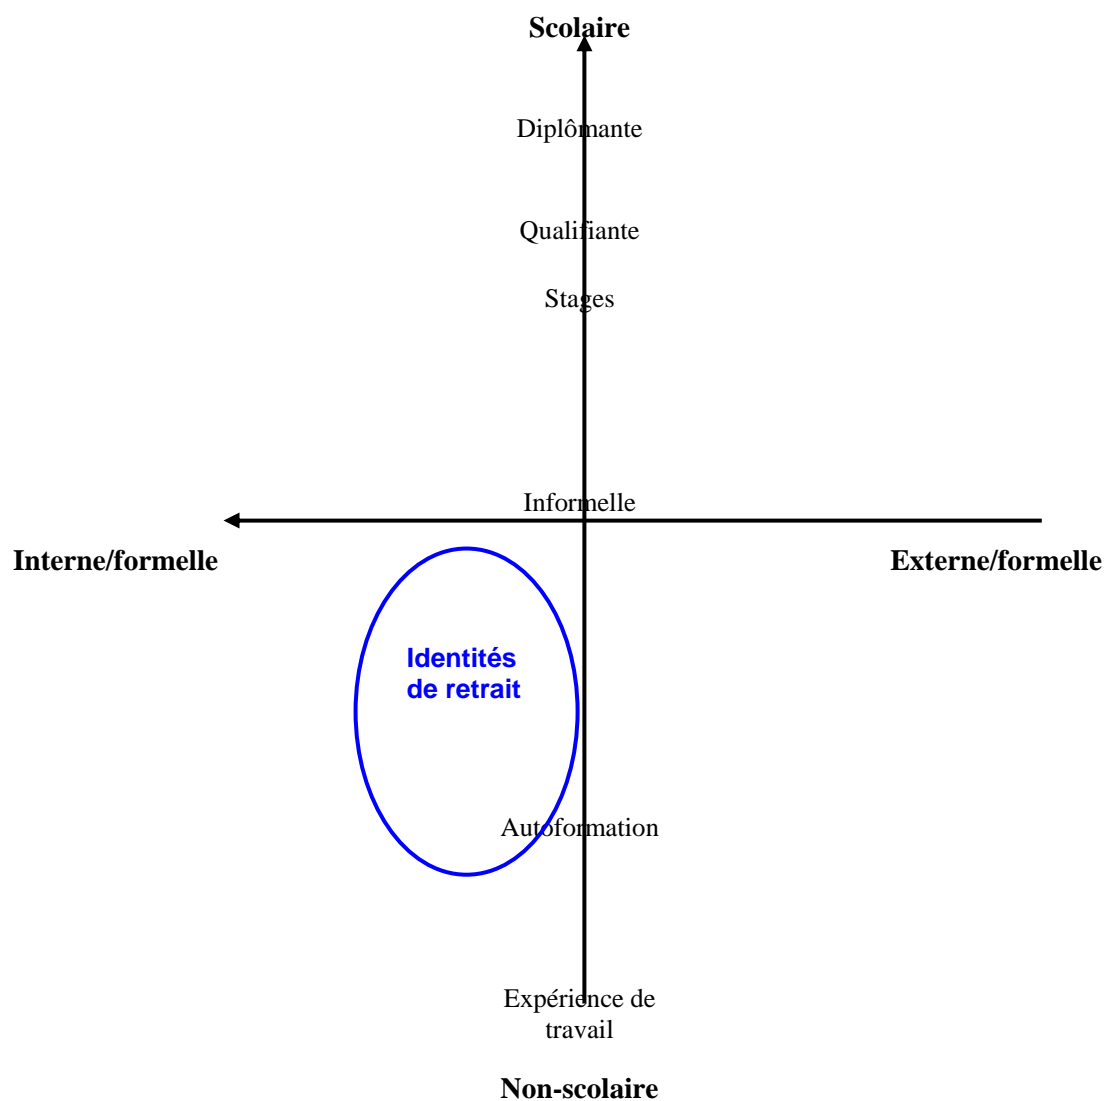 Scolaire
Diplômante
Qualifiante
Stages
Informelle
Interne/formelle
Externe/formelle
Identités
de retrait
Autoformation
Expérience de
travail
Non-scolaire